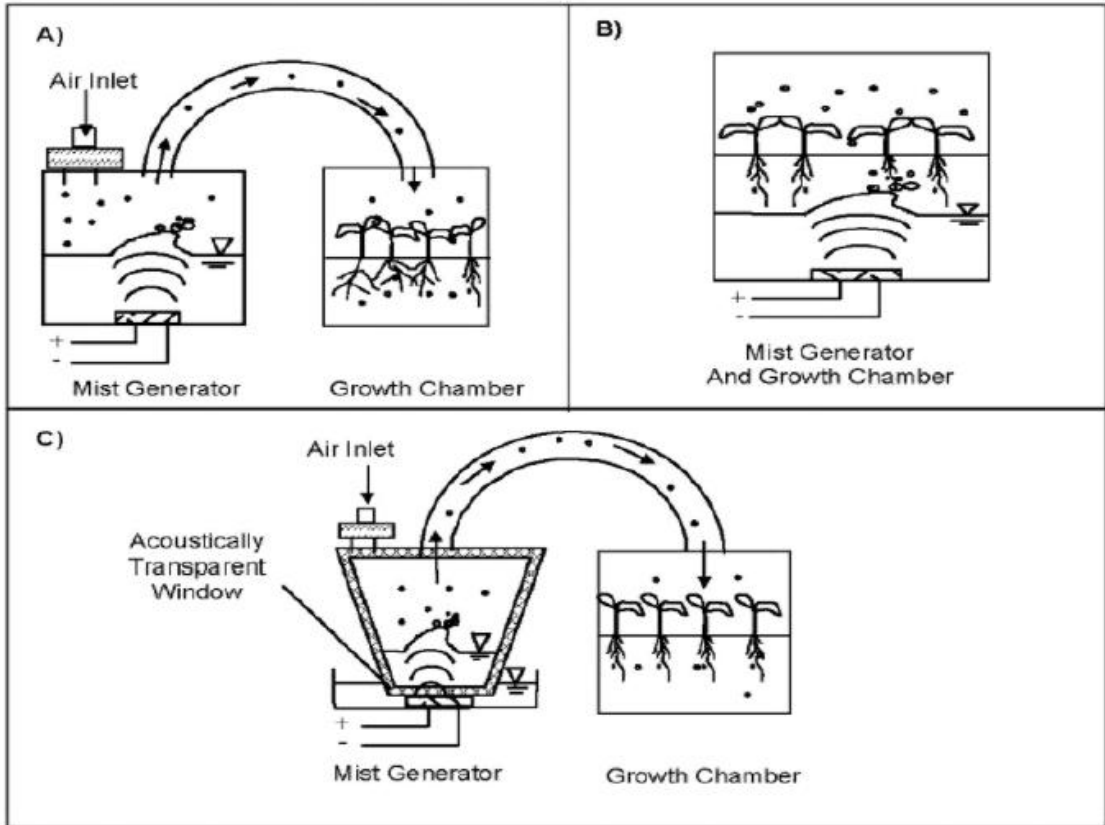 A)
Air Inlet
+
-
Mist Generator
Growth Chamber
B)
+
-
Mist Generator
And Growth Chamber
C)
Air Inlet
Acoustically
Transparent
Window
+
-
Mist Generator
Growth Chamber